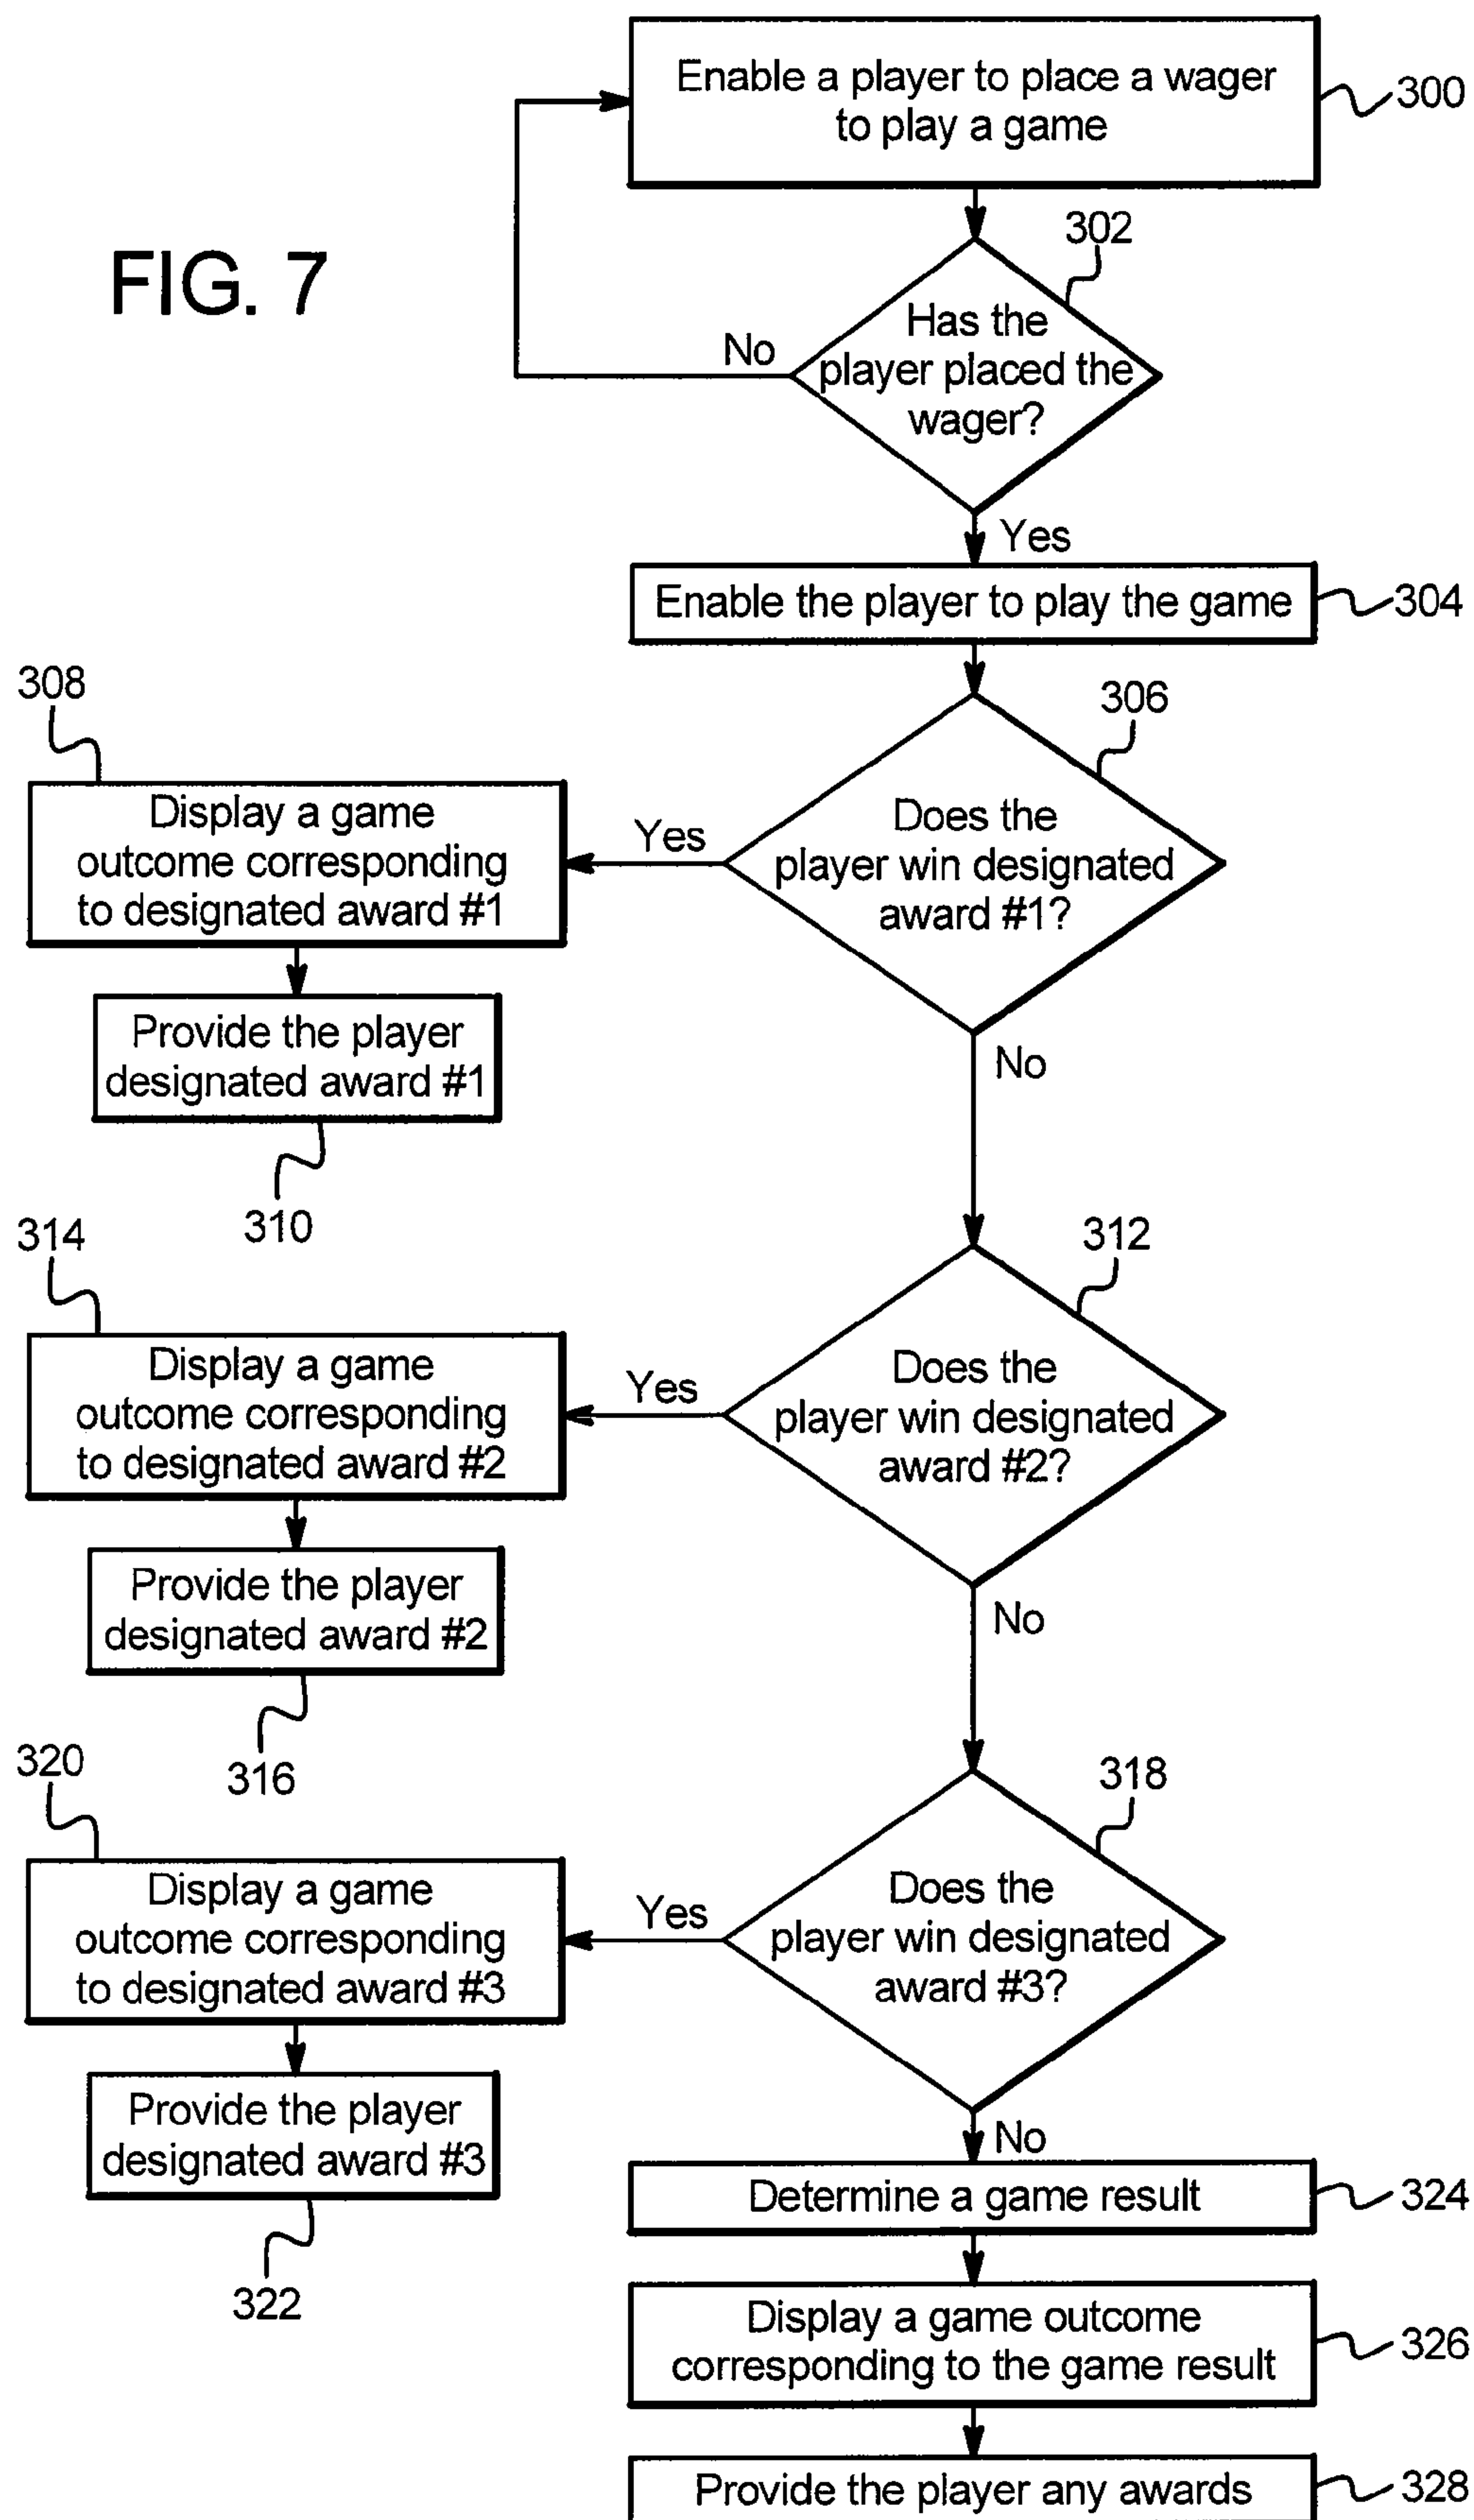 Enable a player to place a wager
to play a game
300
FIG. 7
302
Has the
player placed the
wager?
No
Yes
Enable the player to play the game
304
306
Does the
player win designated
award #1?
Yes
308
Display a game
outcome corresponding
to designated award #1
Provide the player
designated award #1
310
No
312
Does the
player win designated
award #2?
Yes
314
Display a game
outcome corresponding
to designated award #2
Provide the player
designated award #2
316
No
318
Does the
player win designated
award #3?
Yes
320
Display a game
outcome corresponding
to designated award #3
Provide the player
designated award #3
322
No
Determine a game result
324
Display a game outcome
corresponding to the game result
326
Provide the player any awards
328